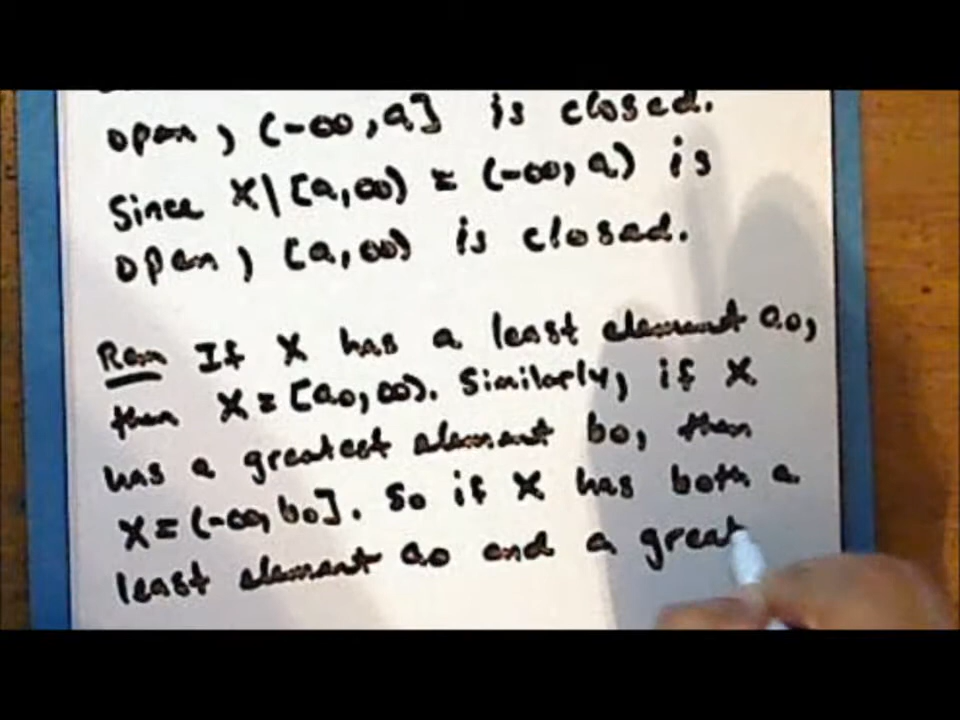 open, (-∞, a] is closed.
Since X\[a,∞) = (-∞, a) is
open, [a,∞) is closed.
Rem If X has a least element a0,
then X = [a0,∞). Similarly, if X
has a greatest element b0, then
X = (-∞, b0]. So if X has both a
least element a0 and a great